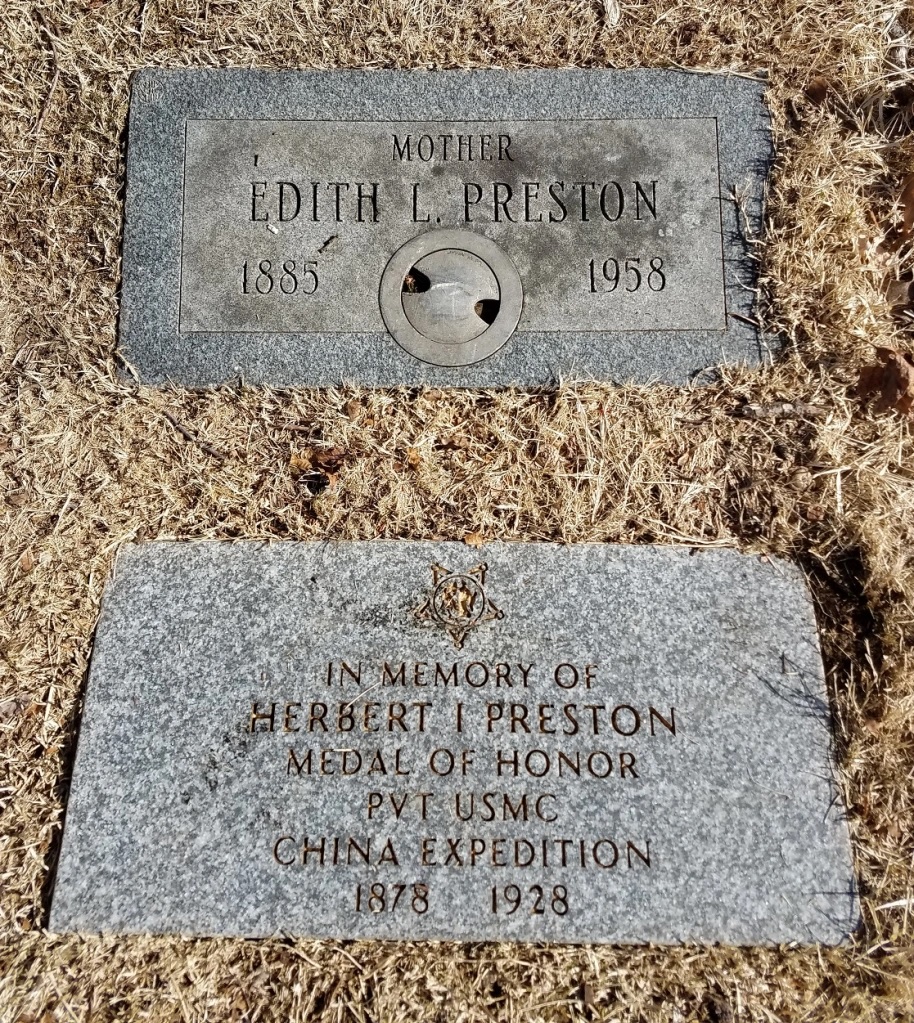 MOTHER
EDITH L. PRESTON
1885 1958
IN MEMORY OF
HERBERT I PRESTON
MEDAL OF HONOR
PVT USMC
CHINA EXPEDITION
1878 1928